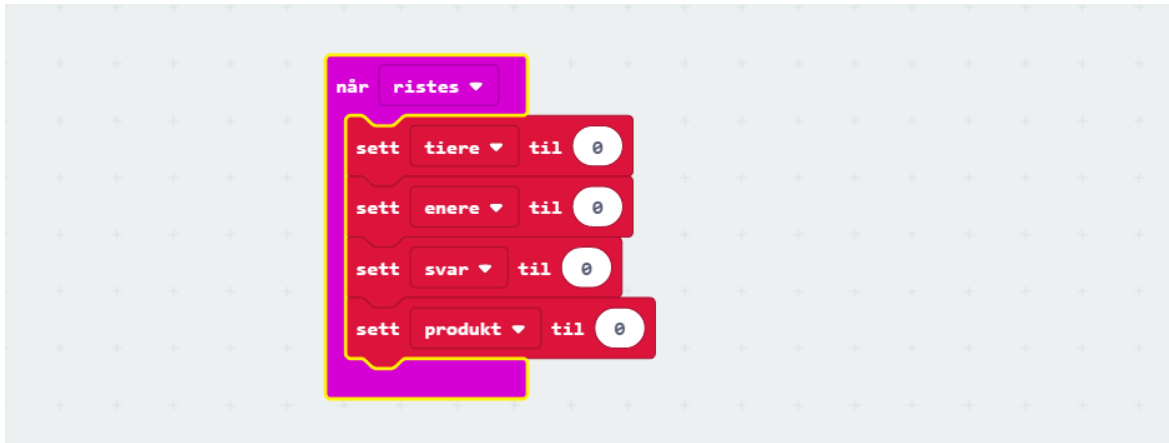 når ristes
sett tiere til 0
sett enere til 0
sett svar til 0
sett produkt til 0